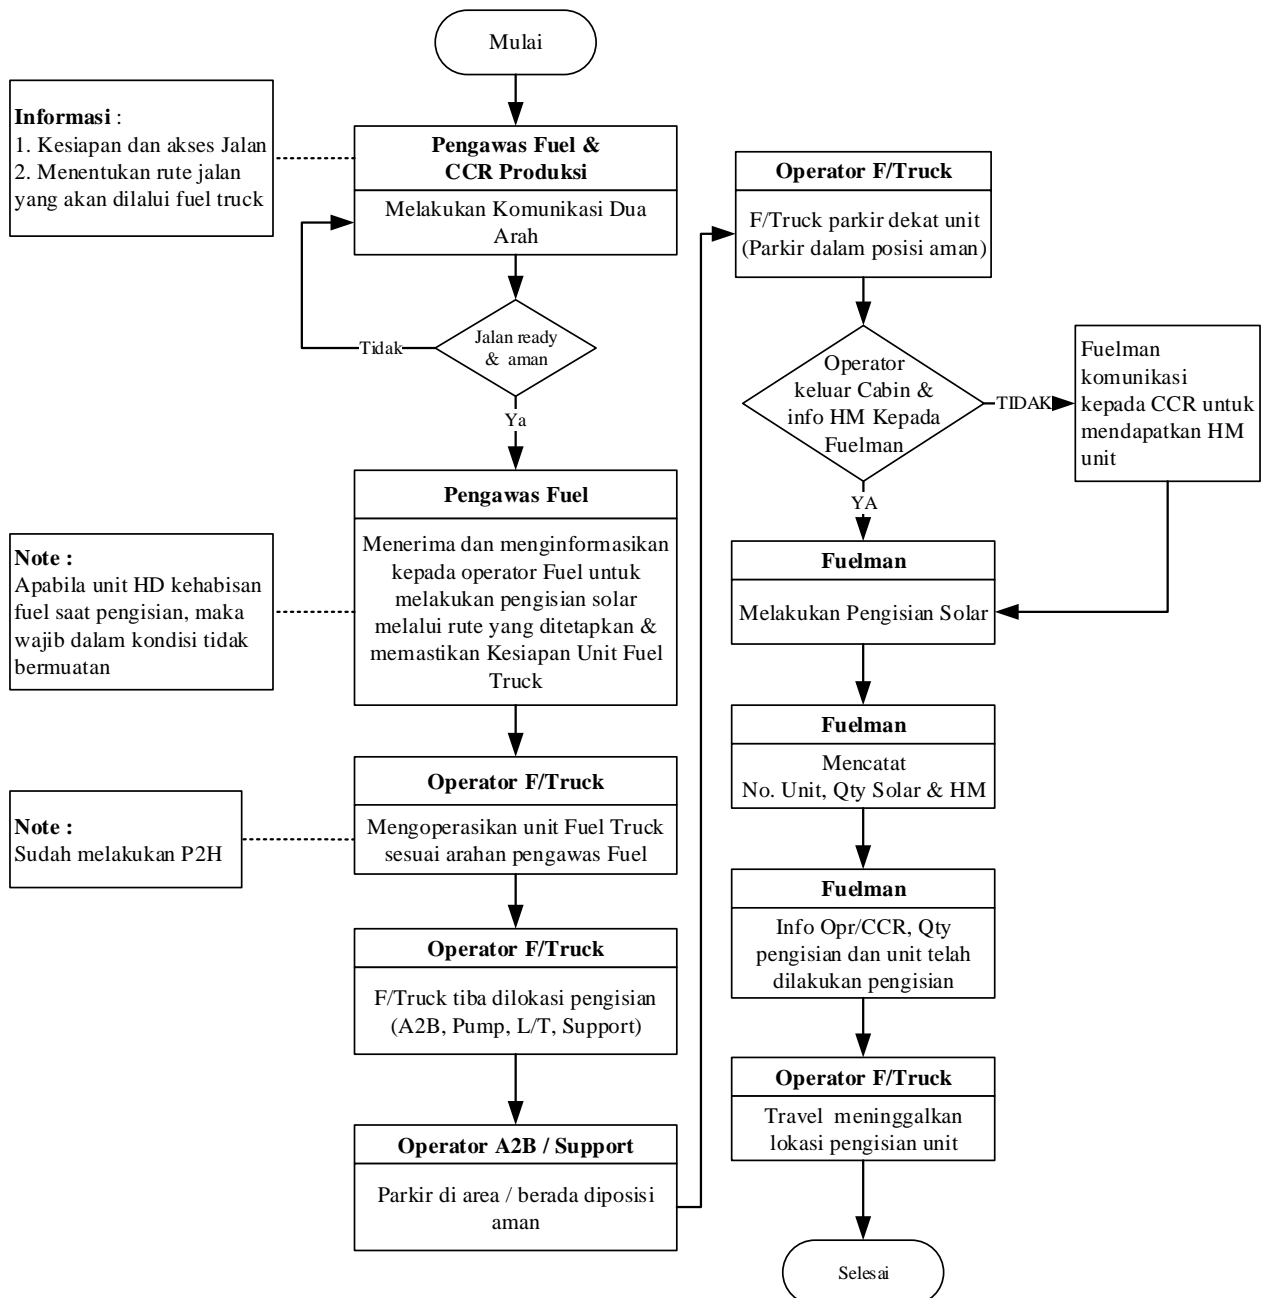 Mulai
Informasi :
1. Kesiapan dan akses Jalan
2. Menentukan rute jalan
yang akan dilalui fuel truck
Pengawas Fuel &
CCR Produksi
Melakukan Komunikasi Dua
Arah
Jalan ready
& aman
Tidak
Ya
Pengawas Fuel
Menerima dan menginformasikan
kepada operator Fuel untuk
melakukan pengisian solar
melalui rute yang ditetapkan &
memastikan Kesiapan Unit Fuel
Truck
Note :
Apabila unit HD kehabisan
fuel saat pengisian, maka
wajib dalam kondisi tidak
bermuatan
Operator F/Truck
Mengoperasikan unit Fuel Truck
sesuai arahan pengawas Fuel
Note :
Sudah melakukan P2H
Operator F/Truck
F/Truck tiba dilokasi pengisian
(A2B, Pump, L/T, Support)
Operator A2B / Support
Parkir di area / berada diposisi
aman
Operator F/Truck
F/Truck parkir dekat unit
(Parkir dalam posisi aman)
Operator
keluar Cabin &
info HM Kepada
Fuelman
TIDAK
Fuelman
komunikasi
kepada CCR untuk
mendapatkan HM
unit
YA
Fuelman
Melakukan Pengisian Solar
Fuelman
Mencatat
No. Unit, Qty Solar & HM
Fuelman
Info Opr/CCR, Qty
pengisian dan unit telah
dilakukan pengisian
Operator F/Truck
Travel meninggalkan
lokasi pengisian unit
Selesai